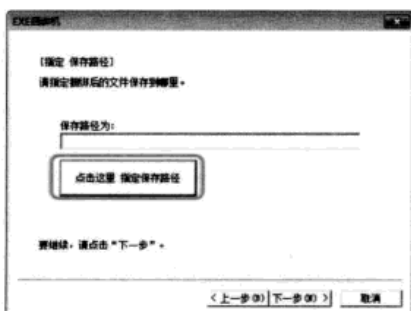 EXE捆绑机
[指定 保存路径]
请指定捆绑后的文件保存到哪里。
保存路径为:
点击这里 指定保存路径
要继续，请点击“下一步”。
<上一步(B) 下一步(N) > 取消